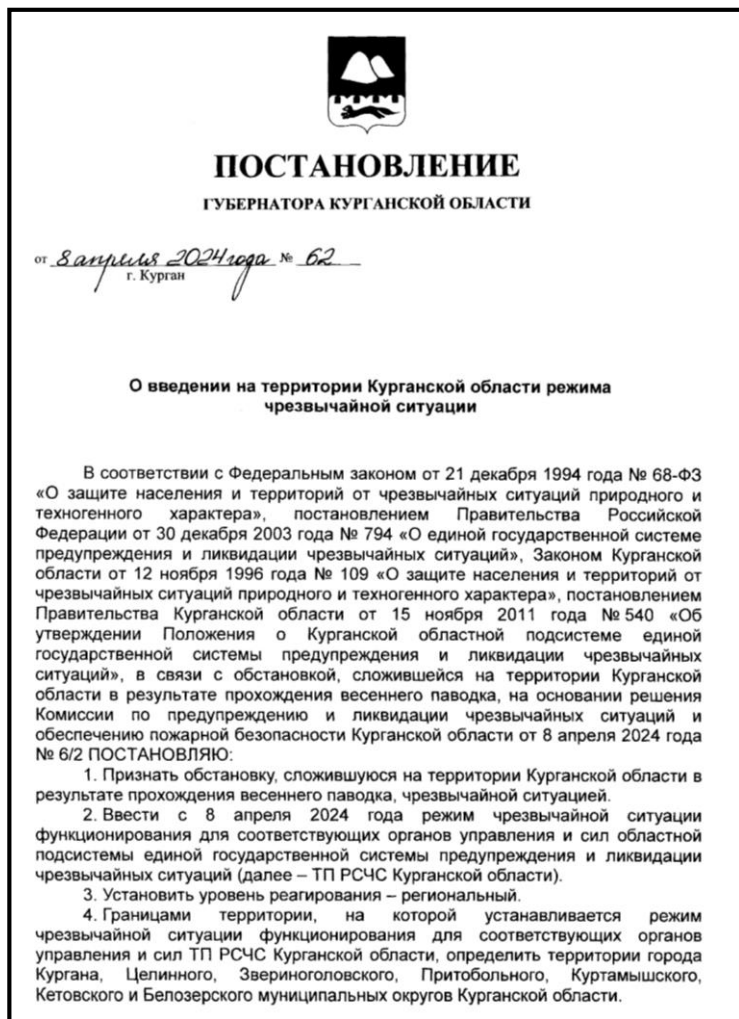 ПОСТАНОВЛЕНИЕ
ГУБЕРНАТОРА КУРГАНСКОЙ ОБЛАСТИ
от 8 апреля 2024 года № 62
г. Курган
О введении на территории Курганской области режима
чрезвычайной ситуации
В соответствии с Федеральным законом от 21 декабря 1994 года № 68-ФЗ
«О защите населения и территорий от чрезвычайных ситуаций природного и
техногенного характера», постановлением Правительства Российской
Федерации от 30 декабря 2003 года № 794 «О единой государственной системе
предупреждения и ликвидации чрезвычайных ситуаций», Законом Курганской
области от 12 ноября 1996 года № 109 «О защите населения и территорий от
чрезвычайных ситуаций природного и техногенного характера», постановлением
Правительства Курганской области от 15 ноября 2011 года № 540 «Об
утверждении Положения о Курганской областной подсистеме единой
государственной системы предупреждения и ликвидации чрезвычайных
ситуаций», в связи с обстановкой, сложившейся на территории Курганской
области в результате прохождения весеннего паводка, на основании решения
Комиссии по предупреждению и ликвидации чрезвычайных ситуаций и
обеспечению пожарной безопасности Курганской области от 8 апреля 2024 года
№ 6/2 ПОСТАНОВЛЯЮ:
1. Признать обстановку, сложившуюся на территории Курганской области в
результате прохождения весеннего паводка, чрезвычайной ситуацией.
2. Ввести с 8 апреля 2024 года режим чрезвычайной ситуации
функционирования для соответствующих органов управления и сил областной
подсистемы единой государственной системы предупреждения и ликвидации
чрезвычайных ситуаций (далее – ТП РСЧС Курганской области).
3. Установить уровень реагирования – региональный.
4. Границами территории, на которой устанавливается режим
чрезвычайной ситуации функционирования для соответствующих органов
управления и сил ТП РСЧС Курганской области, определить территории города
Кургана, Целинного, Звериноголовского, Притобольного, Куртамышского,
Кетовского и Белозерского муниципальных округов Курганской области.